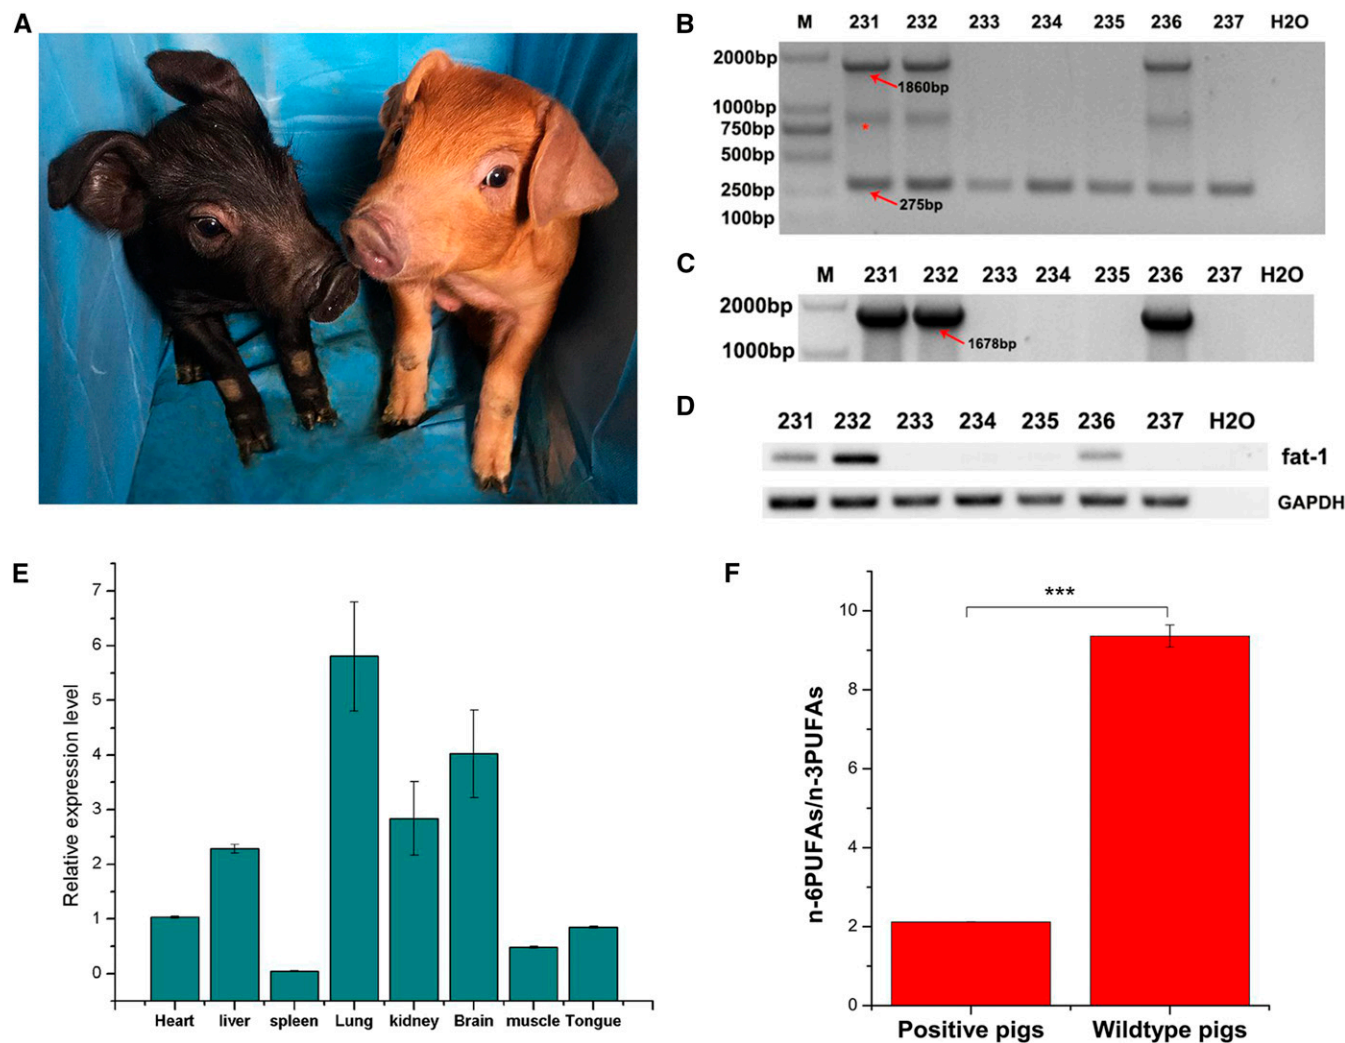 A
B
M 231 232 233 234 235 236 237 H2O
2000bp
1860bp
1000bp
750bp
*
500bp
250bp
275bp
100bp
C
M 231 232 233 234 235 236 237 H2O
2000bp
1678bp
1000bp
D
231 232 233 234 235 236 237 H2O
fat-1
GAPDH
E
Relative expression level
7
6
5
4
3
2
1
0
Heart liver spleen Lung kidney Brain muscle Tongue
F
n-6PUFAs/n-3PUFAs
***
10
8
6
4
2
0
Positive pigs Wildtype pigs